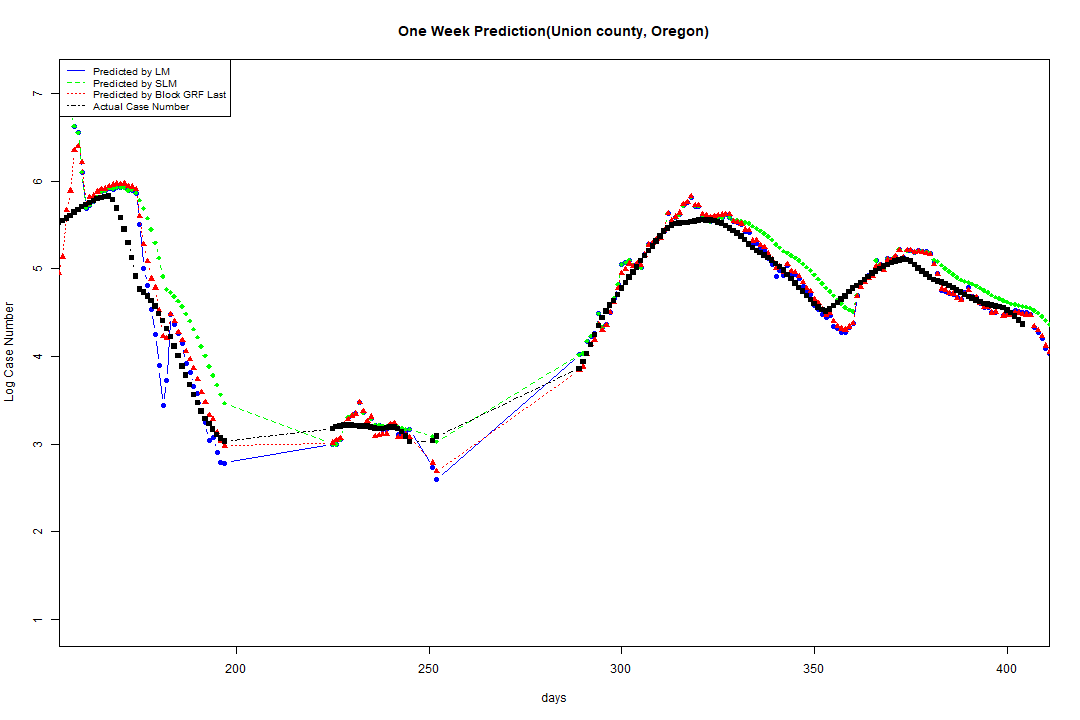 One Week Prediction(Union county, Oregon)
Predicted by LM
Predicted by SLM
Predicted by Block GRF Last
Actual Case Number
7
6
5
4
3
2
1
Log Case Number
200 250 300 350 400
days